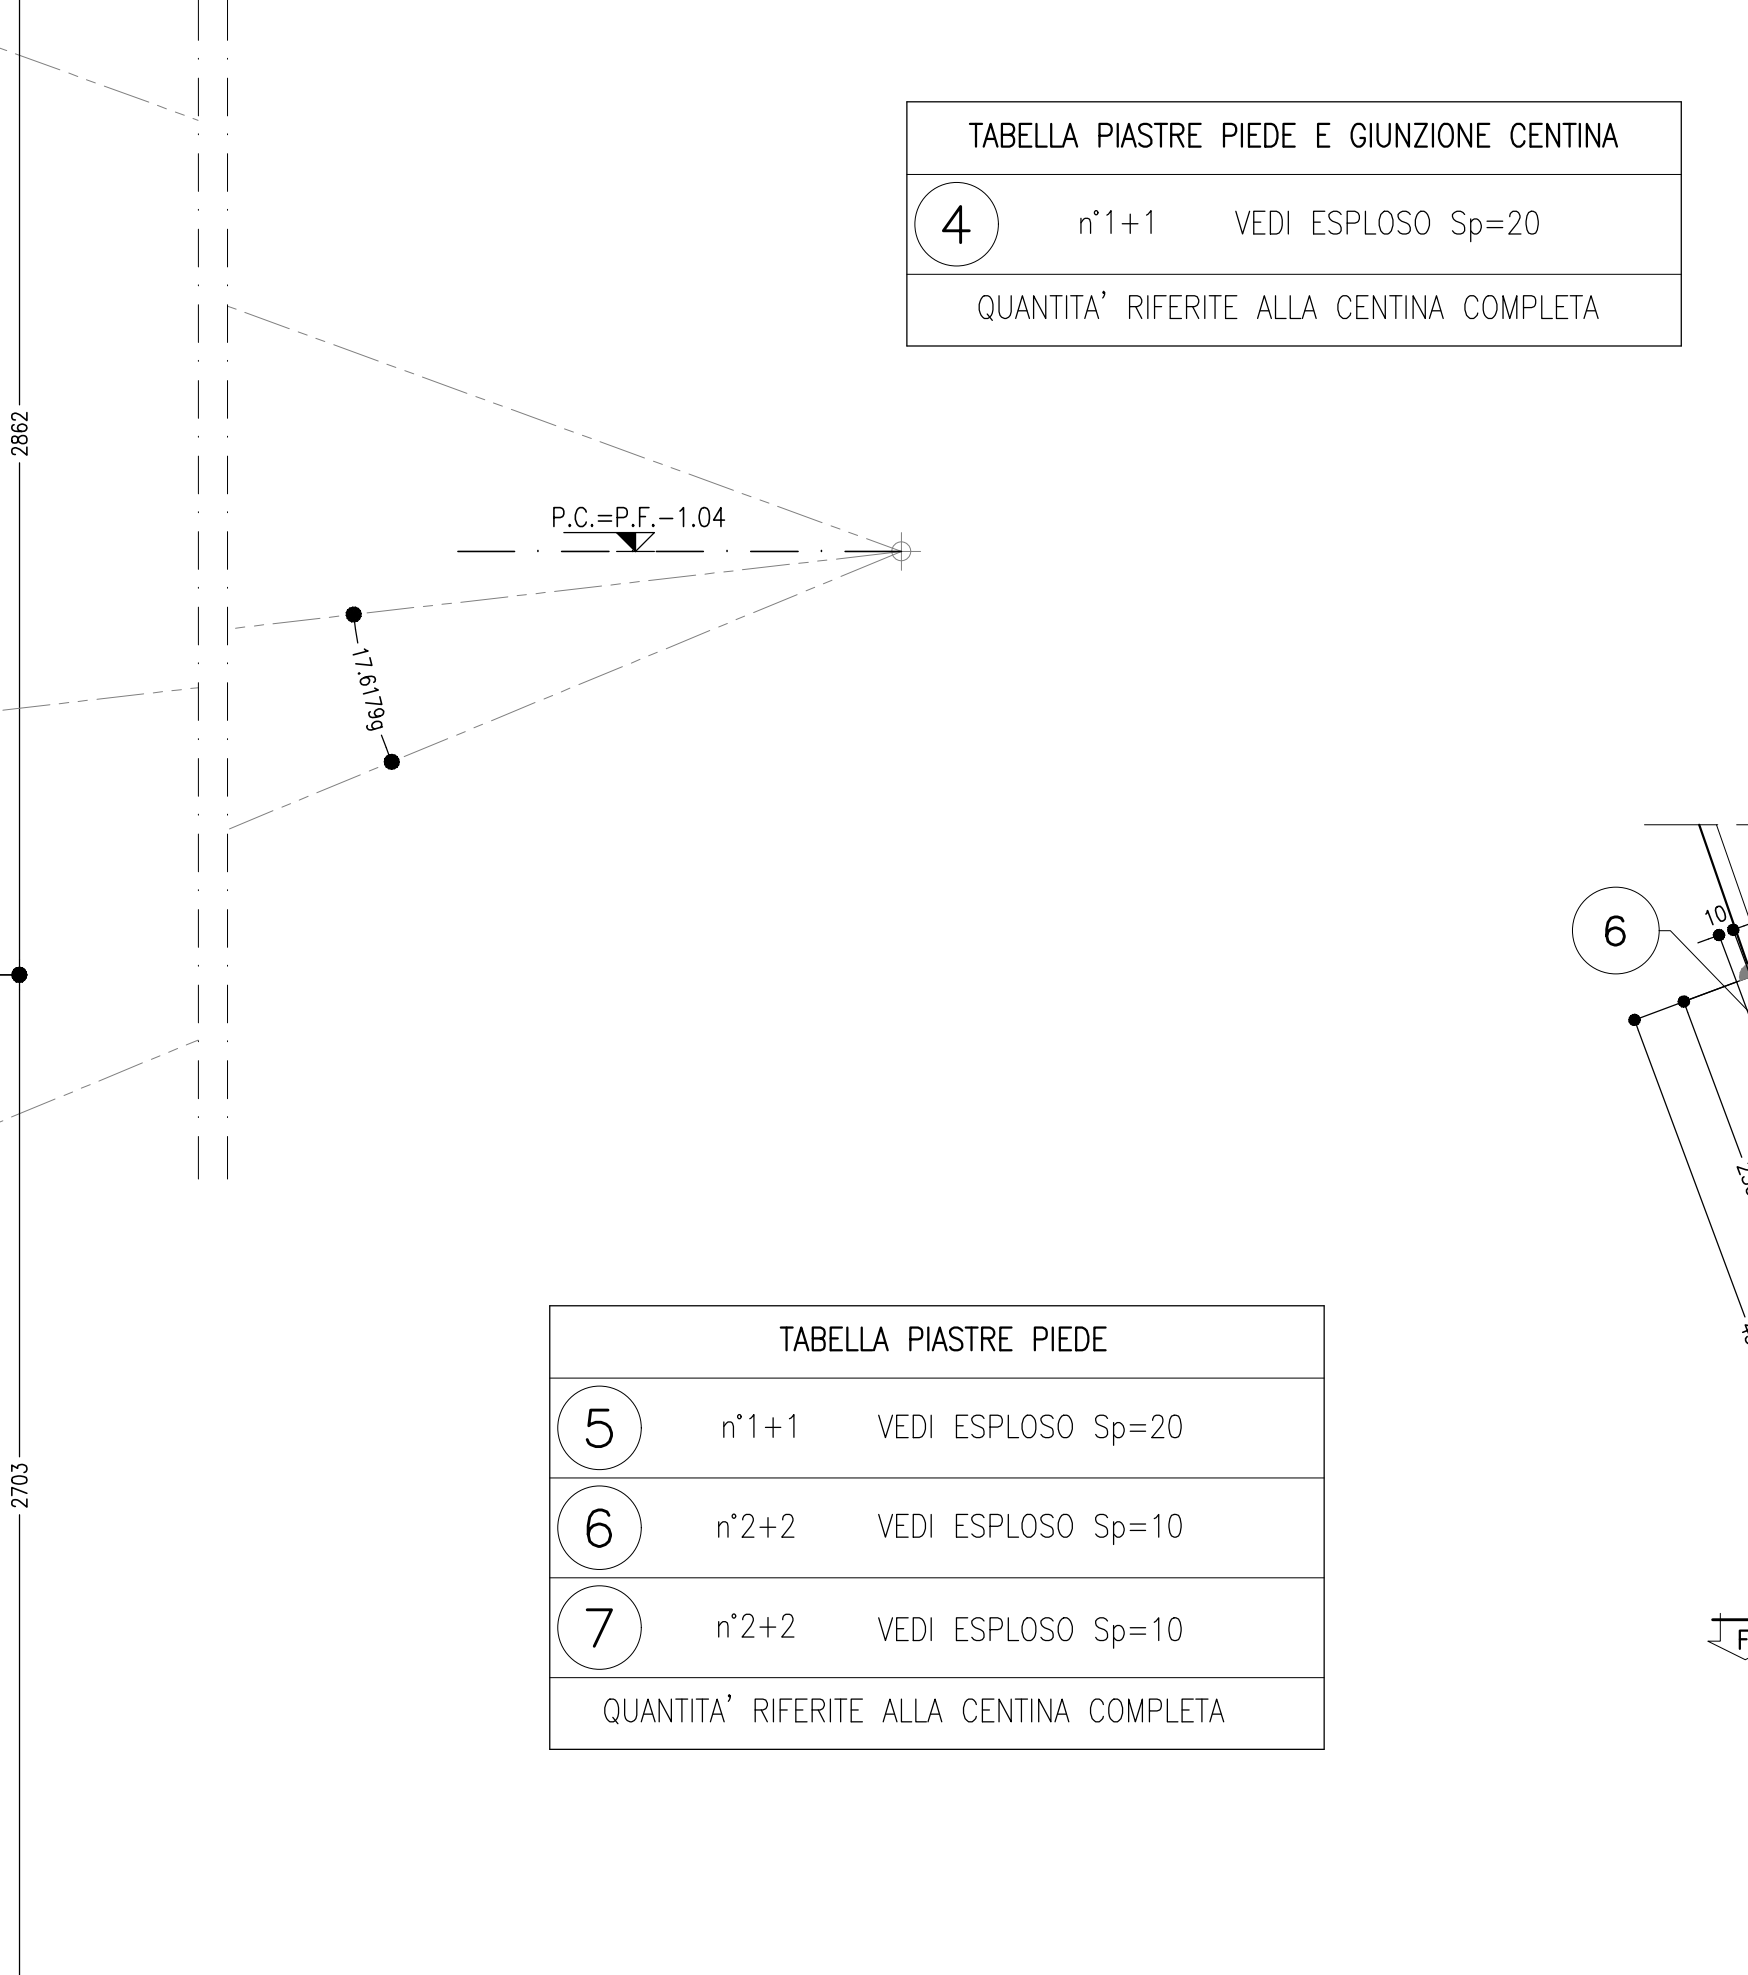 TABELLA PIASTRE PIEDE E GIUNZIONE CENTINA
4 n°1+1 VEDI ESPLOSO Sp=20
QUANTITA' RIFERITE ALLA CENTINA COMPLETA
2862
P.C.=P.F.-1.04
17.6179g
10
6
TABELLA PIASTRE PIEDE
5 n°1+1 VEDI ESPLOSO Sp=20
6 n°2+2 VEDI ESPLOSO Sp=10
7 n°2+2 VEDI ESPLOSO Sp=10
QUANTITA' RIFERITE ALLA CENTINA COMPLETA
2703